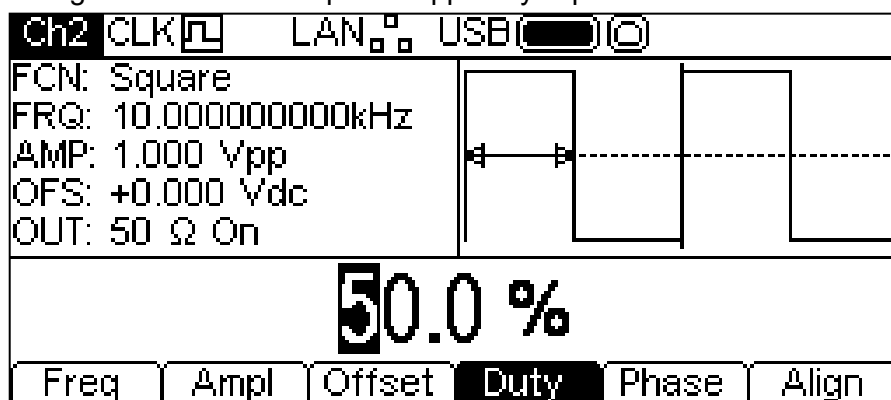 Ch2 CLK LAN USB
FCN: Square
FRQ: 10.000000000kHz
AMP: 1.000 Vpp
OFS: +0.000 Vdc
OUT: 50 Ω On
50.0 %
Freq Ampl Offset Duty Phase Align